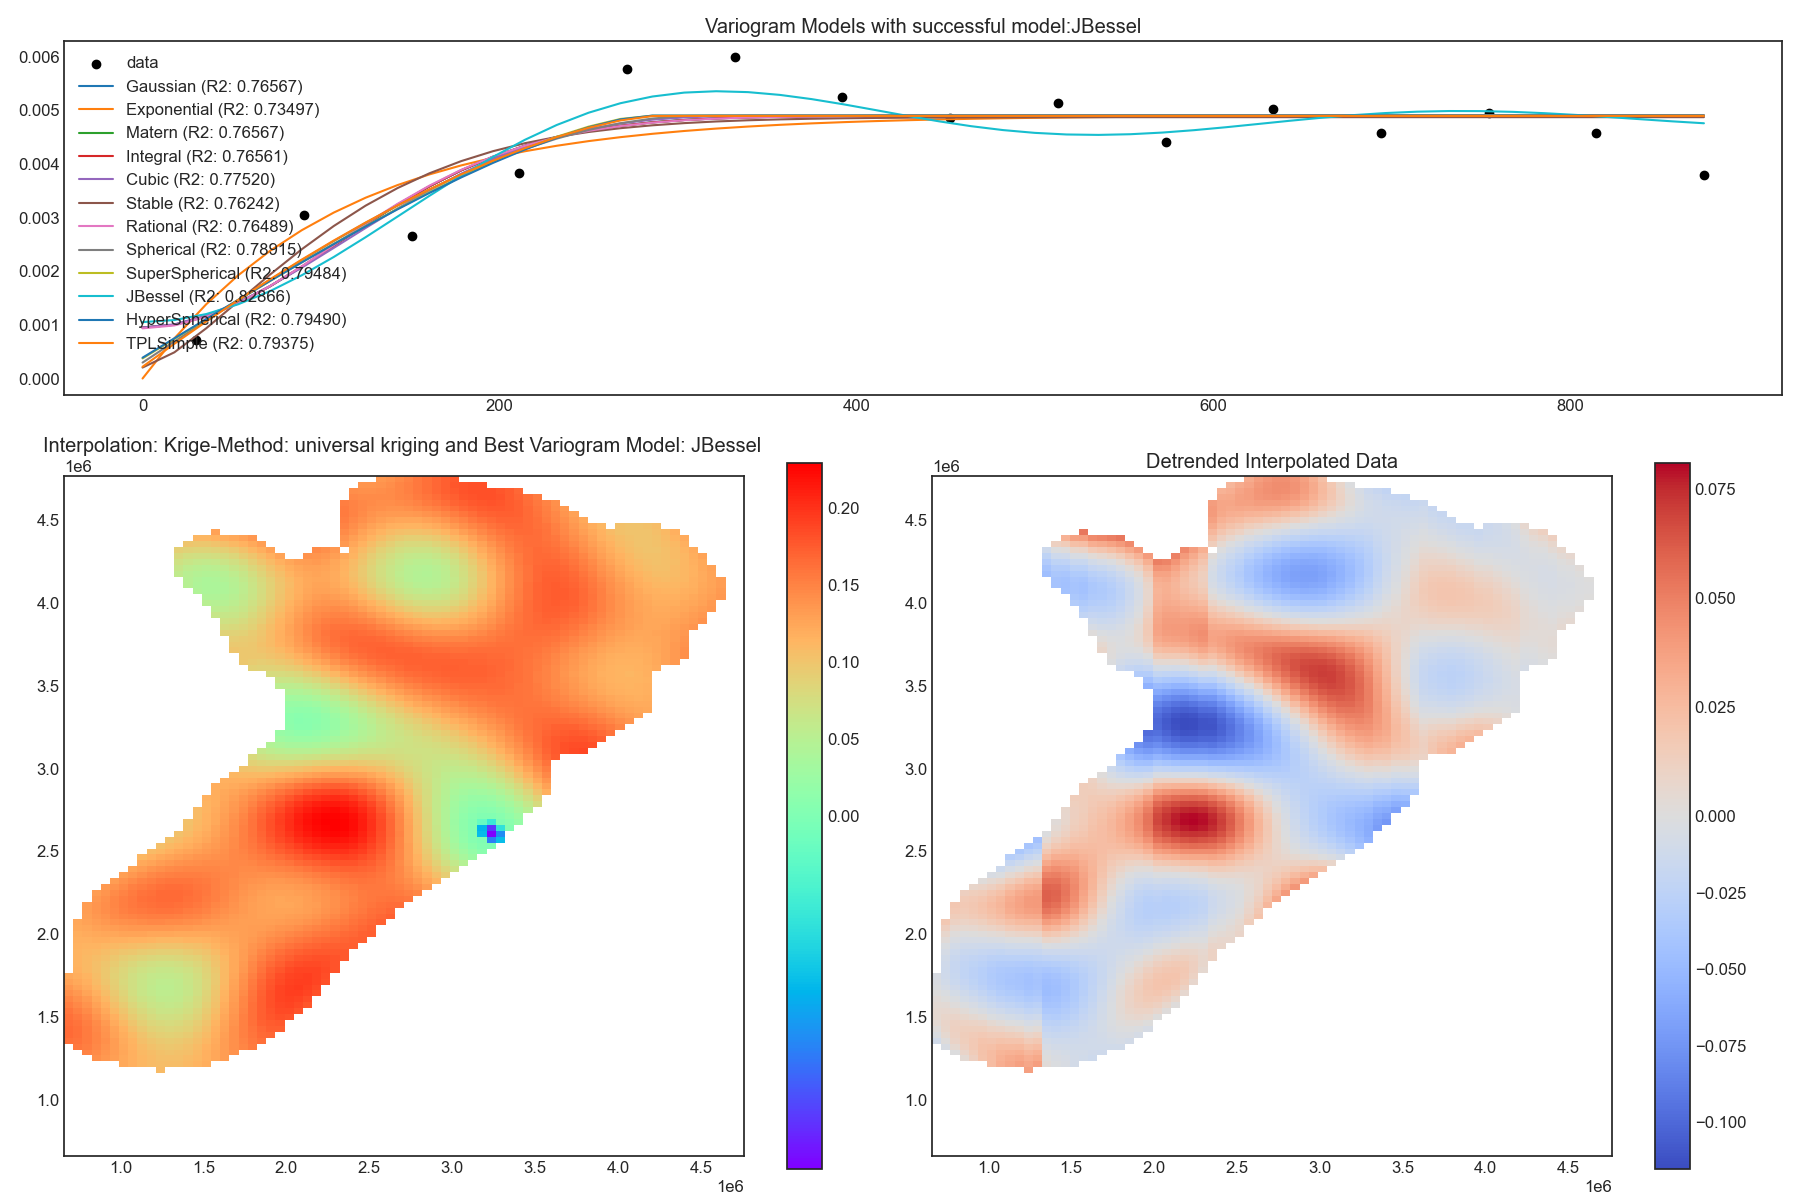 Variogram Models with successful model:JBessel
0.006
0.005
0.004
0.003
0.002
0.001
0.000
data
Gaussian (R2: 0.76567)
Exponential (R2: 0.73497)
Matern (R2: 0.76567)
Integral (R2: 0.76561)
Cubic (R2: 0.77520)
Stable (R2: 0.76242)
Rational (R2: 0.76489)
Spherical (R2: 0.78915)
SuperSpherical (R2: 0.79484)
JBessel (R2: 0.82866)
HyperSpherical (R2: 0.79490)
TPLSimple (R2: 0.79375)
0 200 400 600 800
Interpolation: Krige-Method: universal kriging and Best Variogram Model: JBessel
1e6
4.5
4.0
3.5
3.0
2.5
2.0
1.5
1.0
1.0 1.5 2.0 2.5 3.0 3.5 4.0 4.5
1e6
0.20
0.15
0.10
0.05
0.00
Detrended Interpolated Data
1e6
4.5
4.0
3.5
3.0
2.5
2.0
1.5
1.0
1.0 1.5 2.0 2.5 3.0 3.5 4.0 4.5
1e6
0.075
0.050
0.025
0.000
−0.025
−0.050
−0.075
−0.100